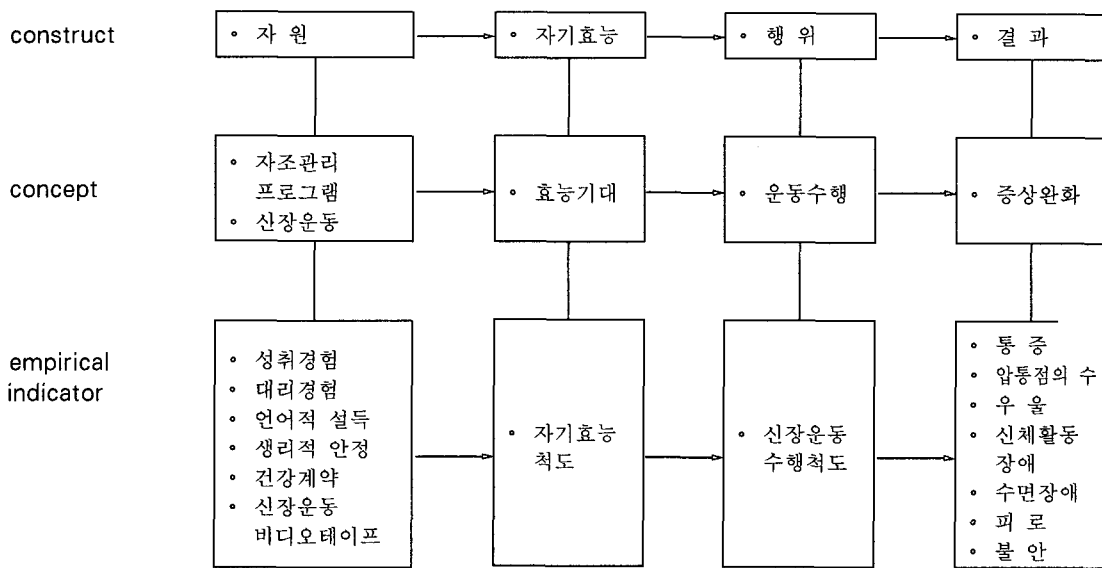 construct
• 자 원
• 자기효능
• 행 위
• 결 과
concept
• 자조관리
프로그램
• 신장운동
• 효능기대
• 운동수행
• 증상완화
empirical
indicator
• 성취경험
• 대리경험
• 언어적 설득
• 생리적 안정
• 건강계약
• 신장운동
비디오테이프
• 자기효능
척도
• 신장운동
수행척도
• 통 증
• 압통점의 수
• 우 울
• 신체활동
장애
• 수면장애
• 피 로
• 불 안